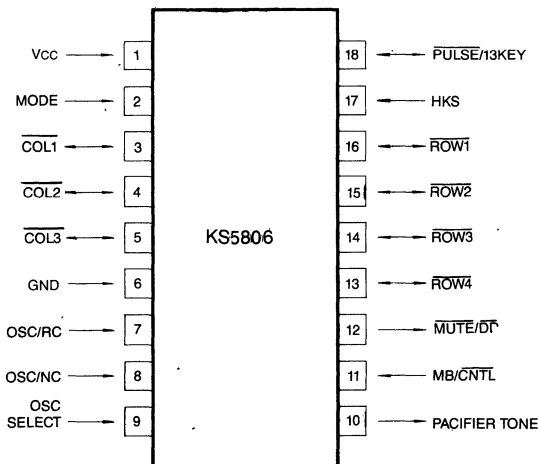 Vcc 1 18 PULSE/13KEY
MODE 2 17 HKS
COL1 3 16 ROW1
COL2 4 15 ROW2
COL3 5 KS5806 14 ROW3
GND 6 13 ROW4
OSC/RC 7 12 MUTE/DP
OSC/NC 8 11 MB/CNTL
OSC
SELECT 9 10 PACIFIER TONE